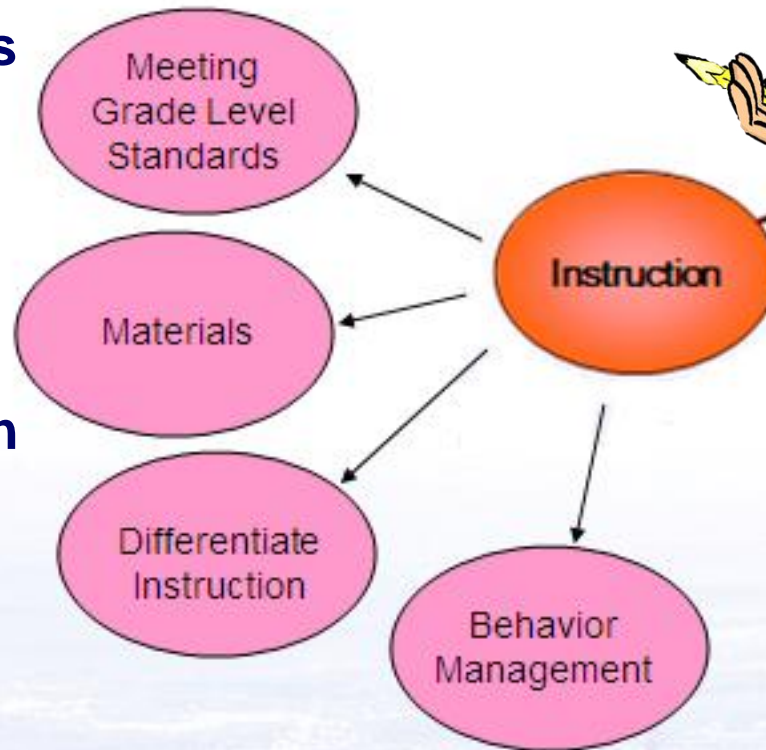 s
Meeting
Grade Level
Standards
Instruction
Materials
n
Differentiate
Instruction
Behavior
Management